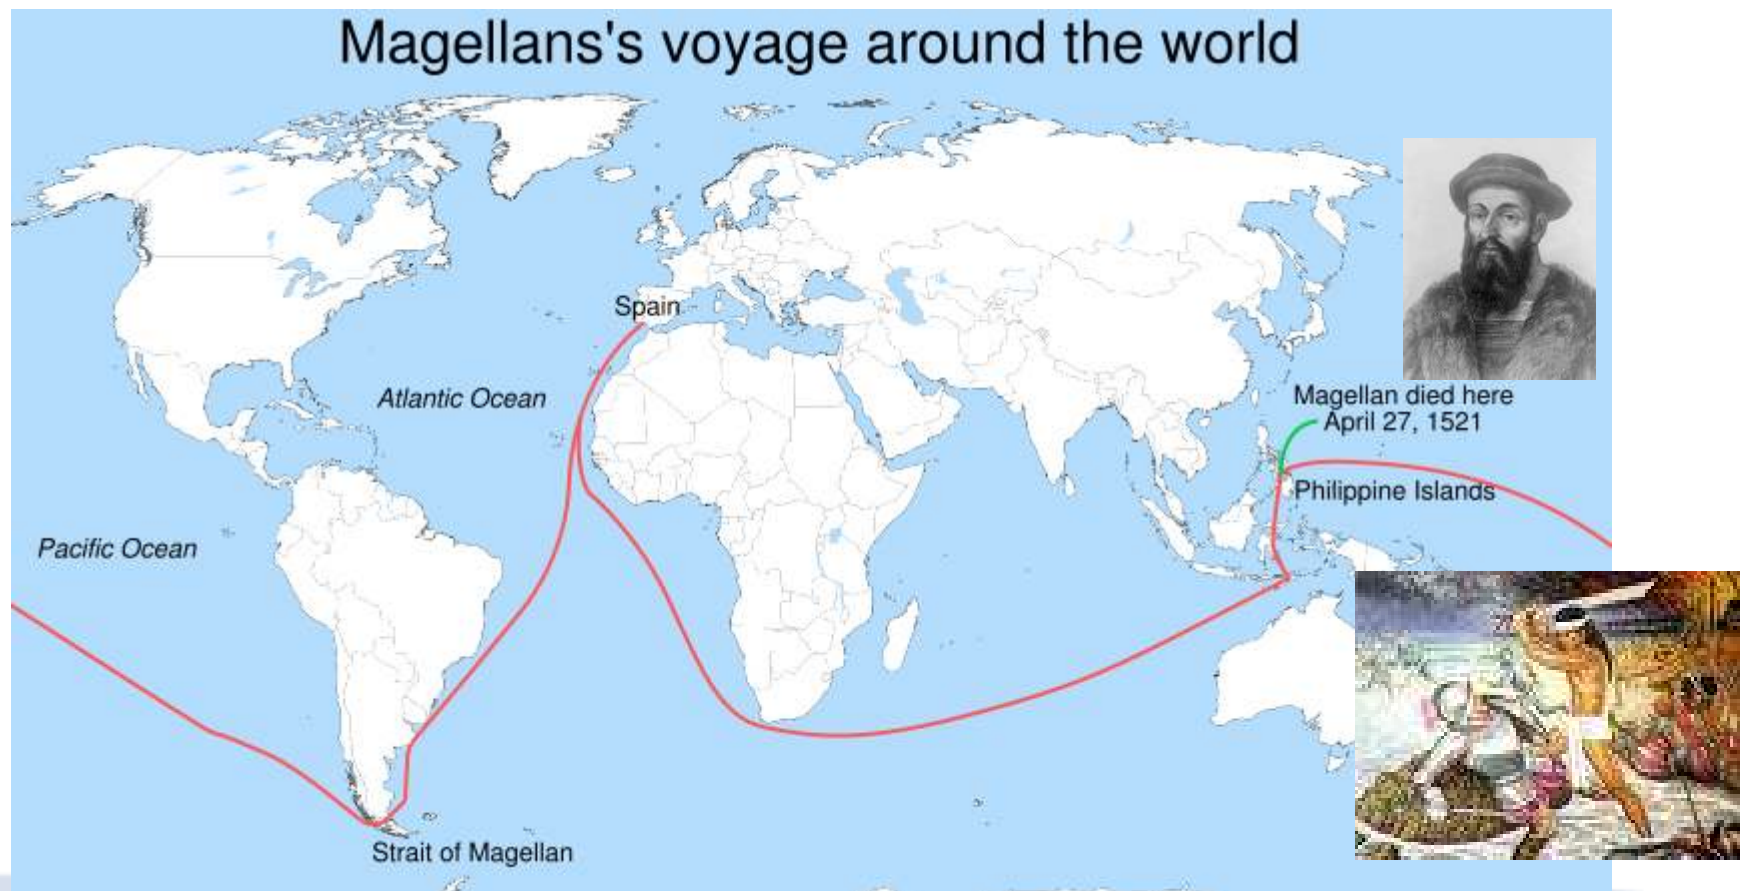 Magellans's voyage around the world
Spain
Atlantic Ocean
Magellan died here
April 27, 1521
Philippine Islands
Pacific Ocean
Strait of Magellan